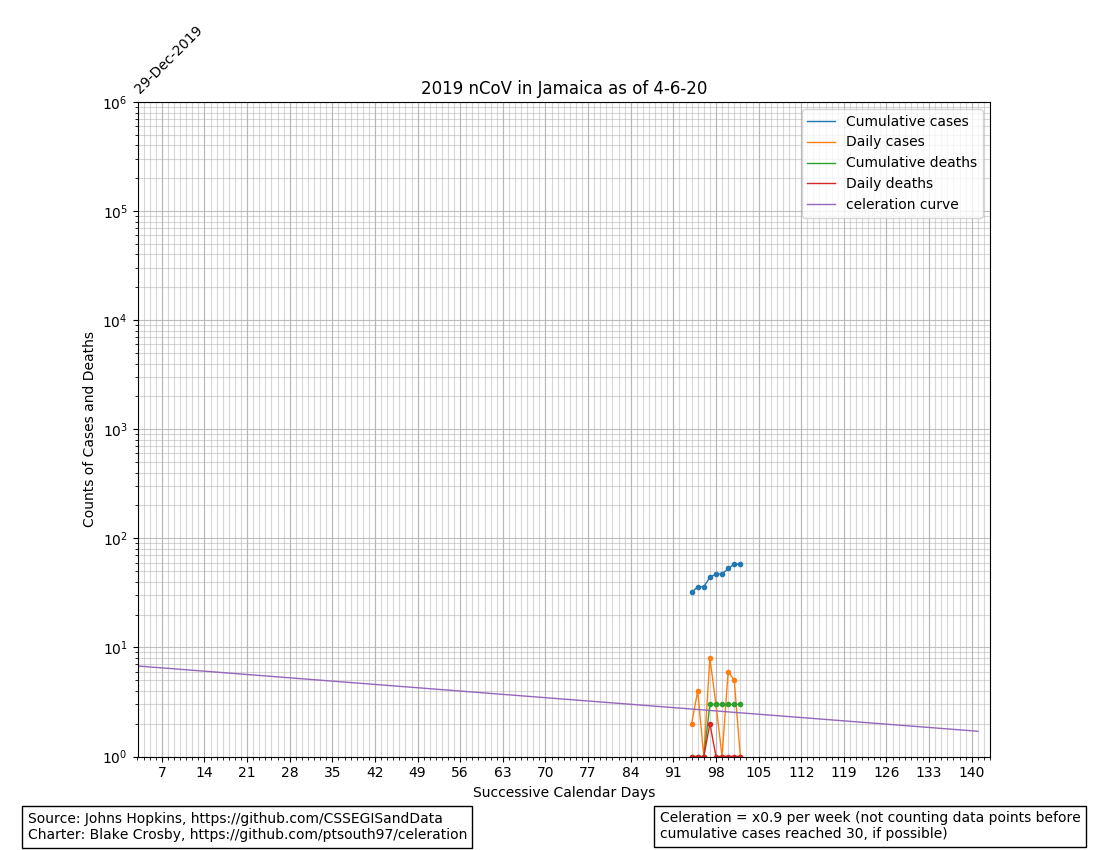 29-Dec-2019
2019 nCoV in Jamaica as of 4-6-20
10^6
10^5
10^4
10^3
10^2
10^1
10^0
Counts of Cases and Deaths
Cumulative cases
Daily cases
Cumulative deaths
Daily deaths
celeration curve
7 14 21 28 35 42 49 56 63 70 77 84 91 98 105 112 119 126 133 140
Successive Calendar Days
Source: Johns Hopkins, https://github.com/CSSEGISandData
Charter: Blake Crosby, https://github.com/ptsouth97/celeration
Celeration = x0.9 per week (not counting data points before
cumulative cases reached 30, if possible)